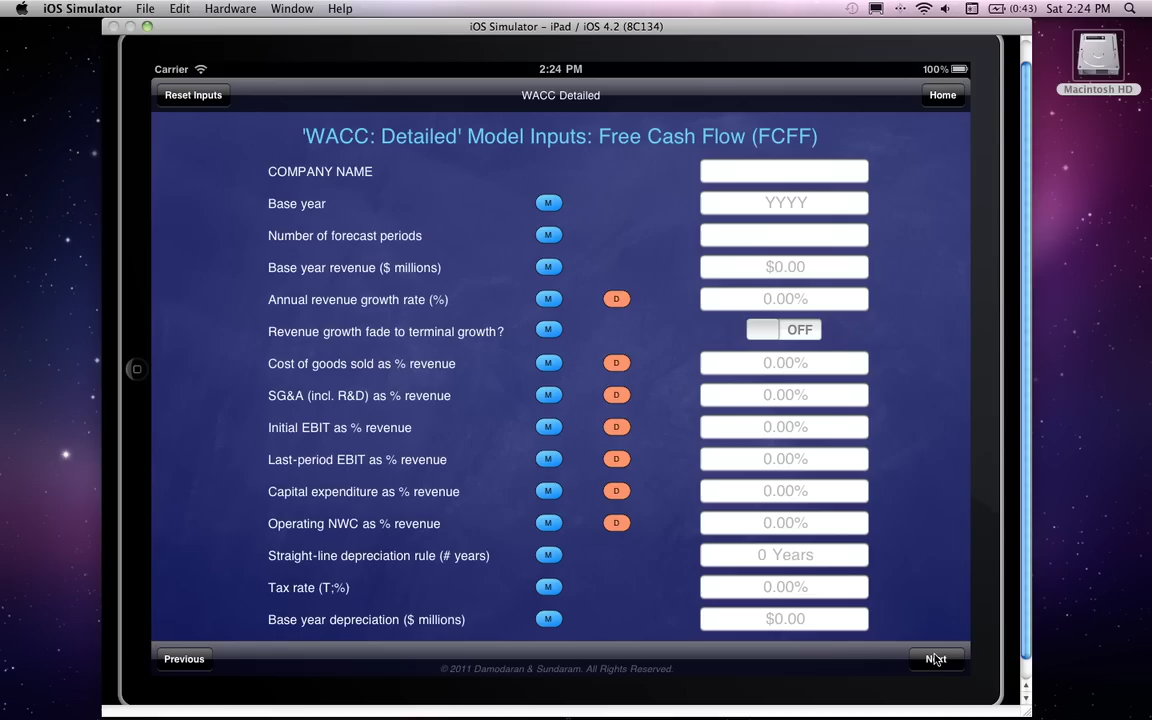 iOS Simulator File Edit Hardware Window Help (0:43) Sat 2:24 PM
iOS Simulator – iPad / iOS 4.2 (8C134)
Macintosh HD
Carrier 2:24 PM 100%
Reset Inputs WACC Detailed Home
'WACC: Detailed' Model Inputs: Free Cash Flow (FCFF)
COMPANY NAME
Base year M YYYY
Number of forecast periods M
Base year revenue ($ millions) M $0.00
Annual revenue growth rate (%) M D 0.00%
Revenue growth fade to terminal growth? M OFF
Cost of goods sold as % revenue M D 0.00%
SG&A (incl. R&D) as % revenue M D 0.00%
Initial EBIT as % revenue M D 0.00%
Last-period EBIT as % revenue M D 0.00%
Capital expenditure as % revenue M D 0.00%
Operating NWC as % revenue M D 0.00%
Straight-line depreciation rule (# years) M 0 Years
Tax rate (T;%) M 0.00%
Base year depreciation ($ millions) M $0.00
Previous Next
© 2011 Damodaran & Sundaram. All Rights Reserved.